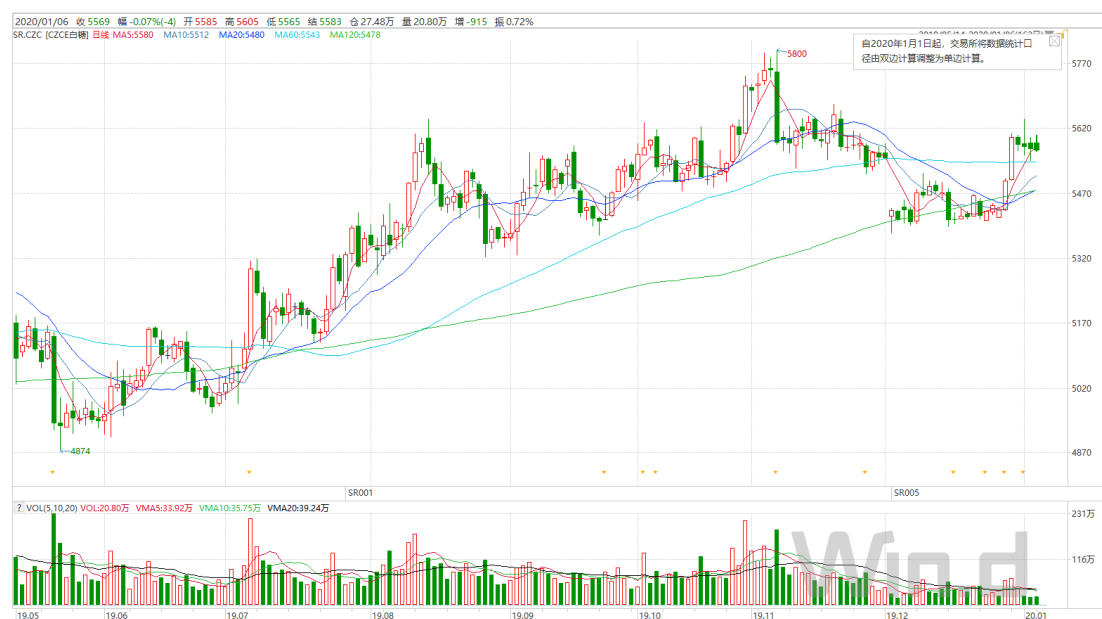 2020/01/06 收 5569 幅 -0.07%(-4) 开 5585 高 5605 低 5565 结 5583 仓 27.48万 量 20.80万 增 -915 振 0.72%
SR.CZC [CZCE白糖] 日线 MA5:5580 MA10:5512 MA20:5480 MA60:5543 MA120:5478
自2020年1月1日起，交易所将数据统计口
径由双边计算调整为单边计算。
5800
5770
5620
5470
5320
5170
5020
4874
4870
SR001
SR005
? VOL(5,10,20) VOL:20.80万 VMA5:33.92万 VMA10:35.75万 VMA20:39.24万
231万
116万
Wind
19.05 19.06 19.07 19.08 19.09 19.10 19.11 19.12 20.01